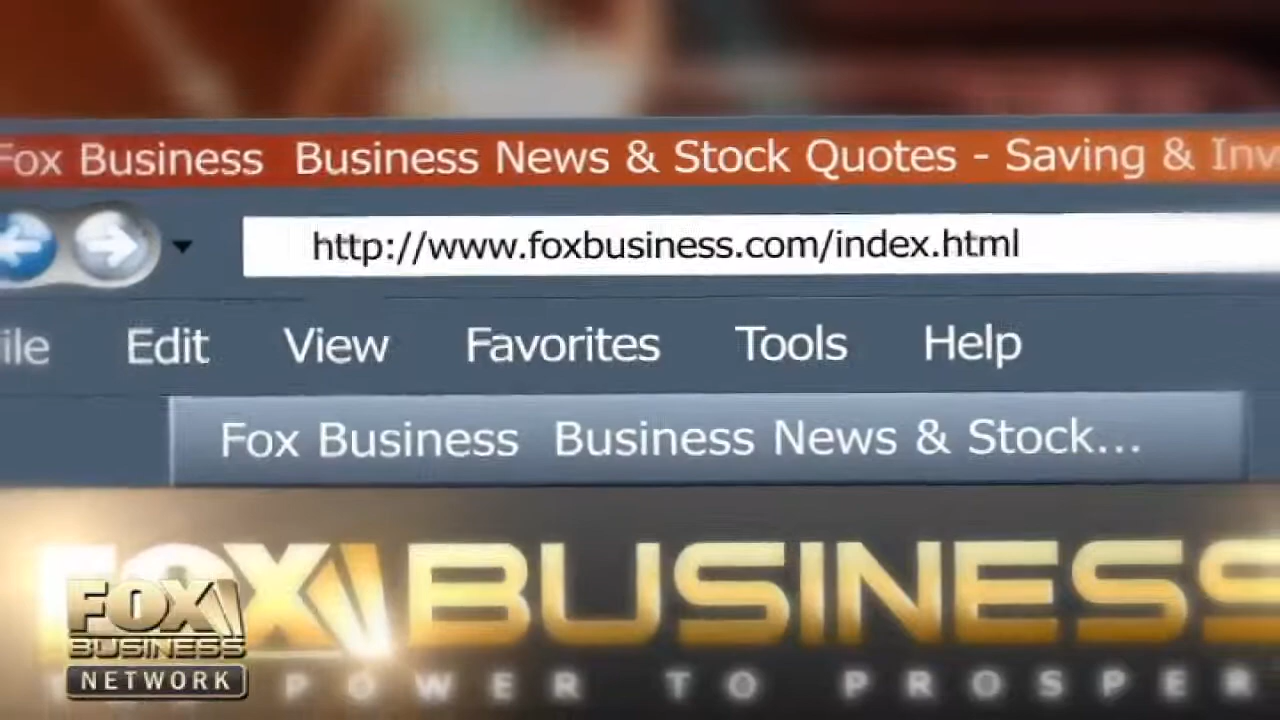 Fox Business  Business News & Stock Quotes - Saving & Inv
http://www.foxbusiness.com/index.html
ile Edit View Favorites Tools Help
Fox Business  Business News & Stock...
FOX BUSINESS
POWER TO PROSPER
FOX
BUSINESS
NETWORK